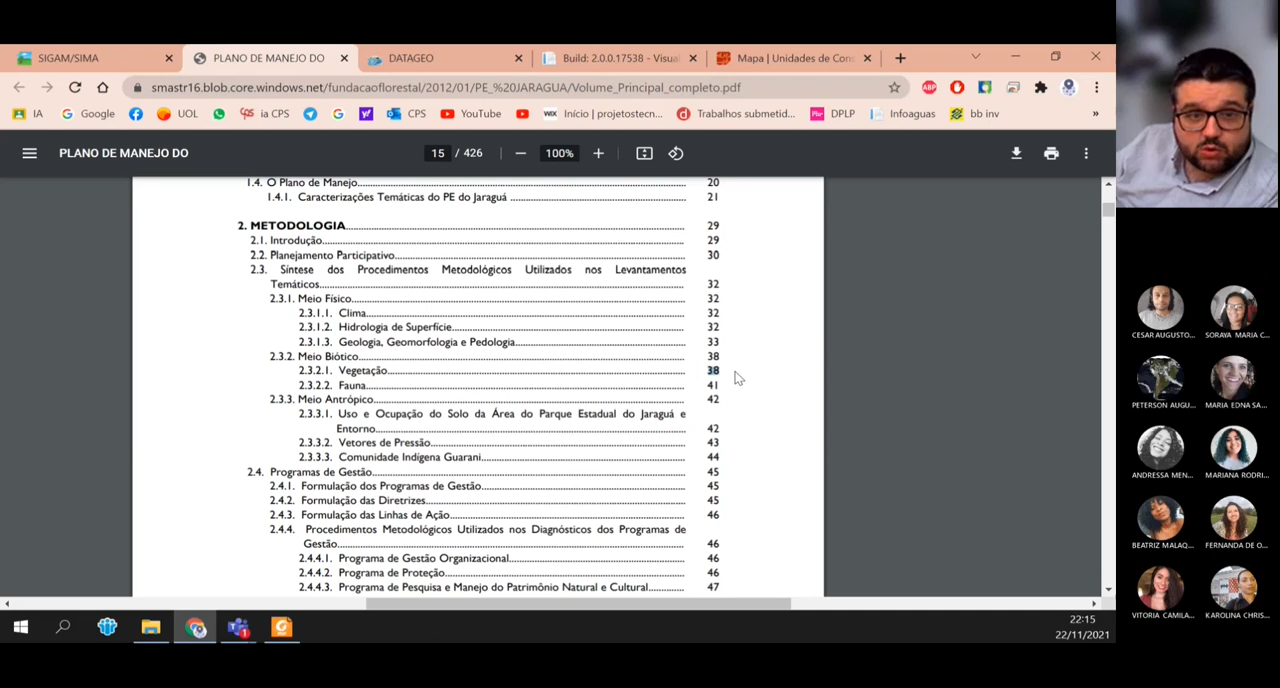 SIGAM/SIMA
PLANO DE MANEJO DO
DATAGEO
Build: 2.0.0.17538 - Visual
Mapa | Unidades de Con
smastr16.blob.core.windows.net/fundacaoflorestal/2012/01/PE_%20JARAGUA/Volume_Principal_completo.pdf
IA
Google
UOL
ia CPS
CPS
YouTube
Início | projetostecn...
Trabalhos submetid...
DPLP
Infoaguas
bb inv
»
PLANO DE MANEJO DO
15 / 426
100%
1.4. O Plano de Manejo 20
1.4.1. Caracterizações Temáticas do PE do Jaraguá 21
2. METODOLOGIA 29
2.1. Introdução 29
2.2. Planejamento Participativo 30
2.3. Síntese dos Procedimentos Metodológicos Utilizados nos Levantamentos
Temáticos 32
2.3.1. Meio Físico 32
2.3.1.1. Clima 32
2.3.1.2. Hidrologia de Superfície 32
2.3.1.3. Geologia, Geomorfologia e Pedologia 33
2.3.2. Meio Biótico 38
2.3.2.1. Vegetação 38
2.3.2.2. Fauna 41
2.3.3. Meio Antrópico 42
2.3.3.1. Uso e Ocupação do Solo da Área do Parque Estadual do Jaraguá e
Entorno 42
2.3.3.2. Vetores de Pressão 43
2.3.3.3. Comunidade Indígena Guarani 44
2.4. Programas de Gestão 45
2.4.1. Formulação dos Programas de Gestão 45
2.4.2. Formulação das Diretrizes 45
2.4.3. Formulação das Linhas de Ação 46
2.4.4. Procedimentos Metodológicos Utilizados nos Diagnósticos dos Programas de
Gestão 46
2.4.4.1. Programa de Gestão Organizacional 46
2.4.4.2. Programa de Proteção 46
2.4.4.3. Programa de Pesquisa e Manejo do Patrimônio Natural e Cultural 47
22:15
22/11/2021
CESAR AUGUSTO...
SORAYA MARIA C...
PETERSON AUGU...
MARIA EDNA SA...
ANDRESSA MEN...
MARIANA RODRI...
BEATRIZ MALAQ...
FERNANDA DE O...
VITORIA CAMILA...
KAROLINA CHRIS...